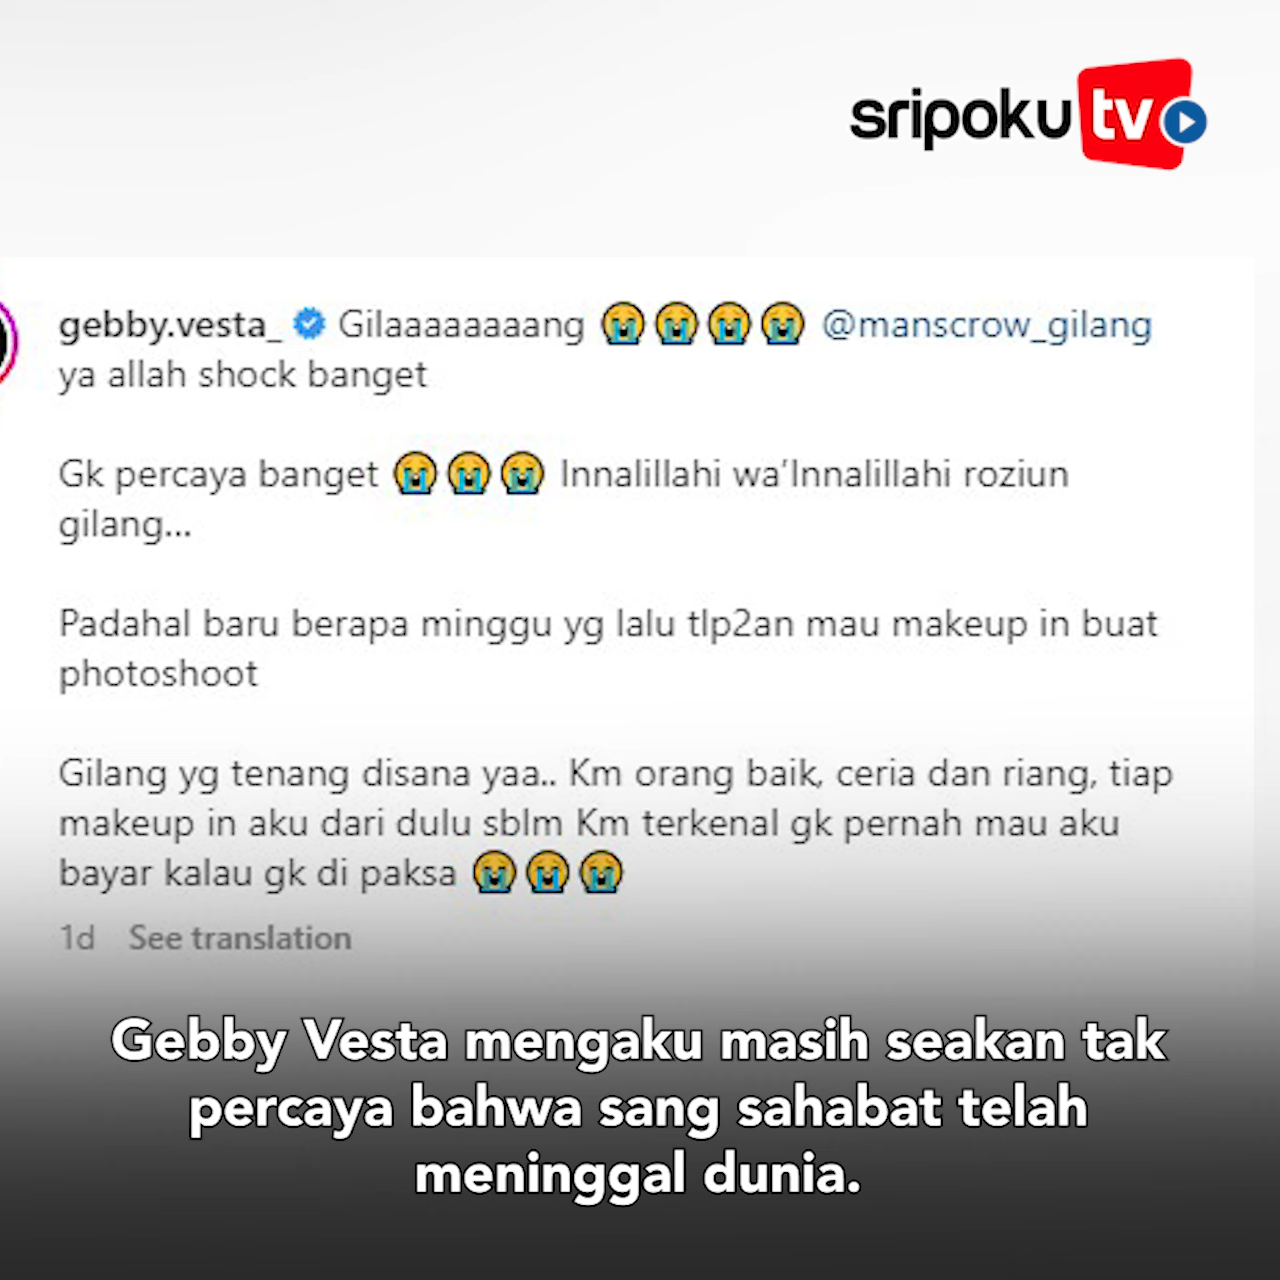 sripoku tv
gebby.vesta_ Gilaaaaaaaang 😭😭😭😭 @manscrow_gilang
ya allah shock banget
Gk percaya banget 😭😭😭 Innalillahi wa’Innalillahi roziun
gilang...
Padahal baru berapa minggu yg lalu tlp2an mau makeup in buat
photoshoot
Gilang yg tenang disana yaa.. Km orang baik, ceria dan riang, tiap
makeup in aku dari dulu sblm Km terkenal gk pernah mau aku
bayar kalau gk di paksa 😭😭😭
1d See translation
Gebby Vesta mengaku masih seakan tak
percaya bahwa sang sahabat telah
meninggal dunia.